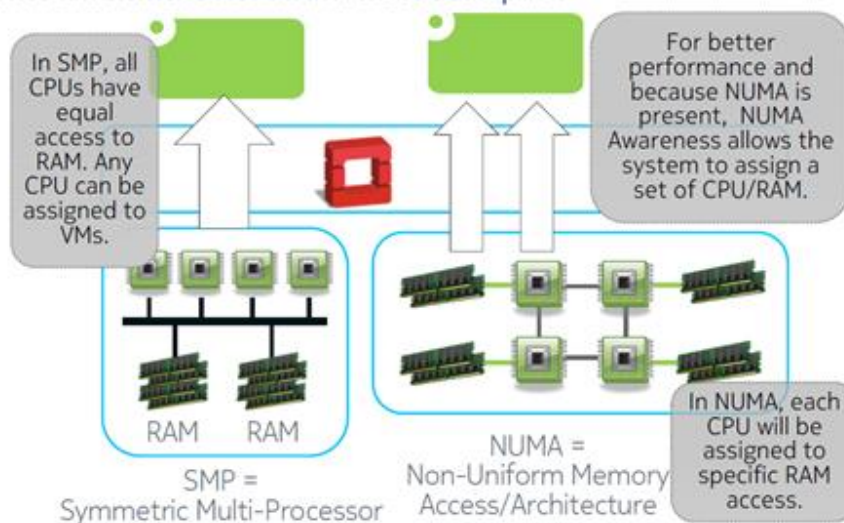 In SMP, all
CPUs have
equal
access to
RAM. Any
CPU can be
assigned to
VMs.
For better
performance and
because NUMA is
present, NUMA
Awareness allows the
system to assign a
set of CPU/RAM.
RAM RAM
SMP =
Symmetric Multi-Processor
NUMA =
Non-Uniform Memory
Access/Architecture
In NUMA, each
CPU will be
assigned to
specific RAM
access.